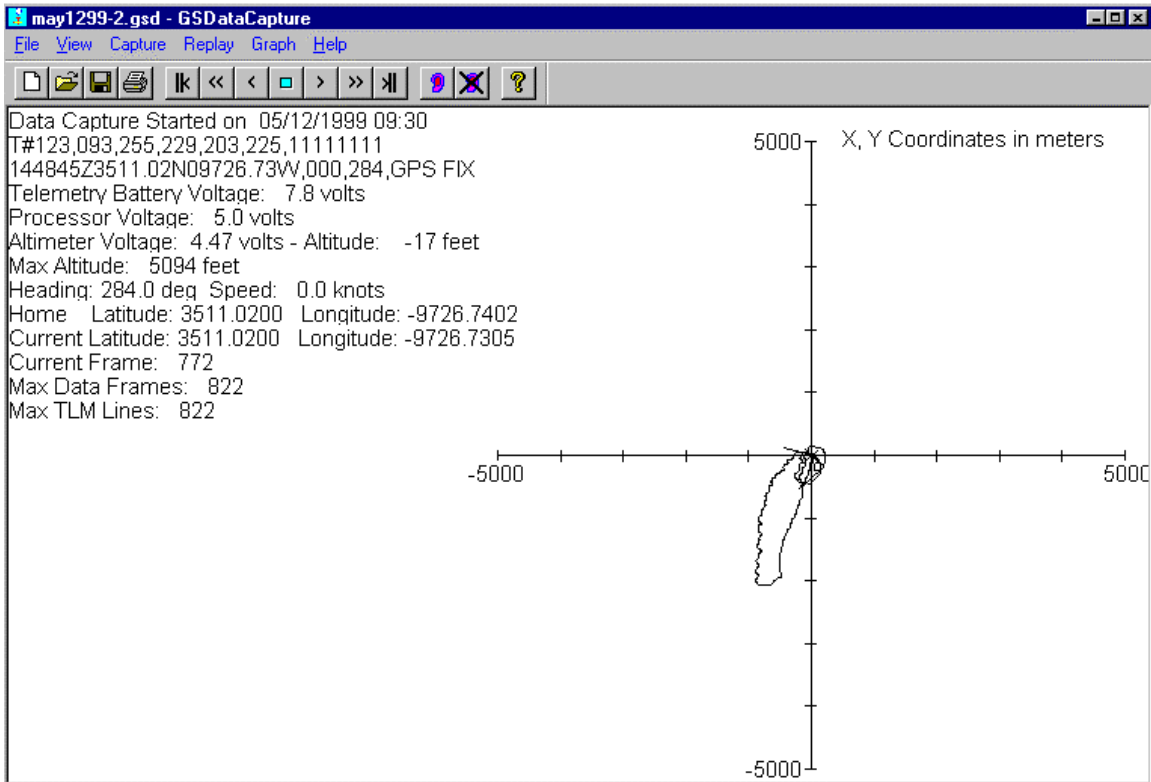 may1299-2.gsd - GSDataCapture
File View Capture Replay Graph Help
Data Capture Started on 05/12/1999 09:30
T#123,093,255,229,203,225,11111111
144845Z3511.02N09726.73W,000,284,GPS FIX
Telemetry Battery Voltage: 7.8 volts
Processor Voltage: 5.0 volts
Altimeter Voltage: 4.47 volts - Altitude: -17 feet
Max Altitude: 5094 feet
Heading: 284.0 deg Speed: 0.0 knots
Home Latitude: 3511.0200 Longitude: -9726.7402
Current Latitude: 3511.0200 Longitude: -9726.7305
Current Frame: 772
Max Data Frames: 822
Max TLM Lines: 822
5000
X, Y Coordinates in meters
-5000
5000
-5000